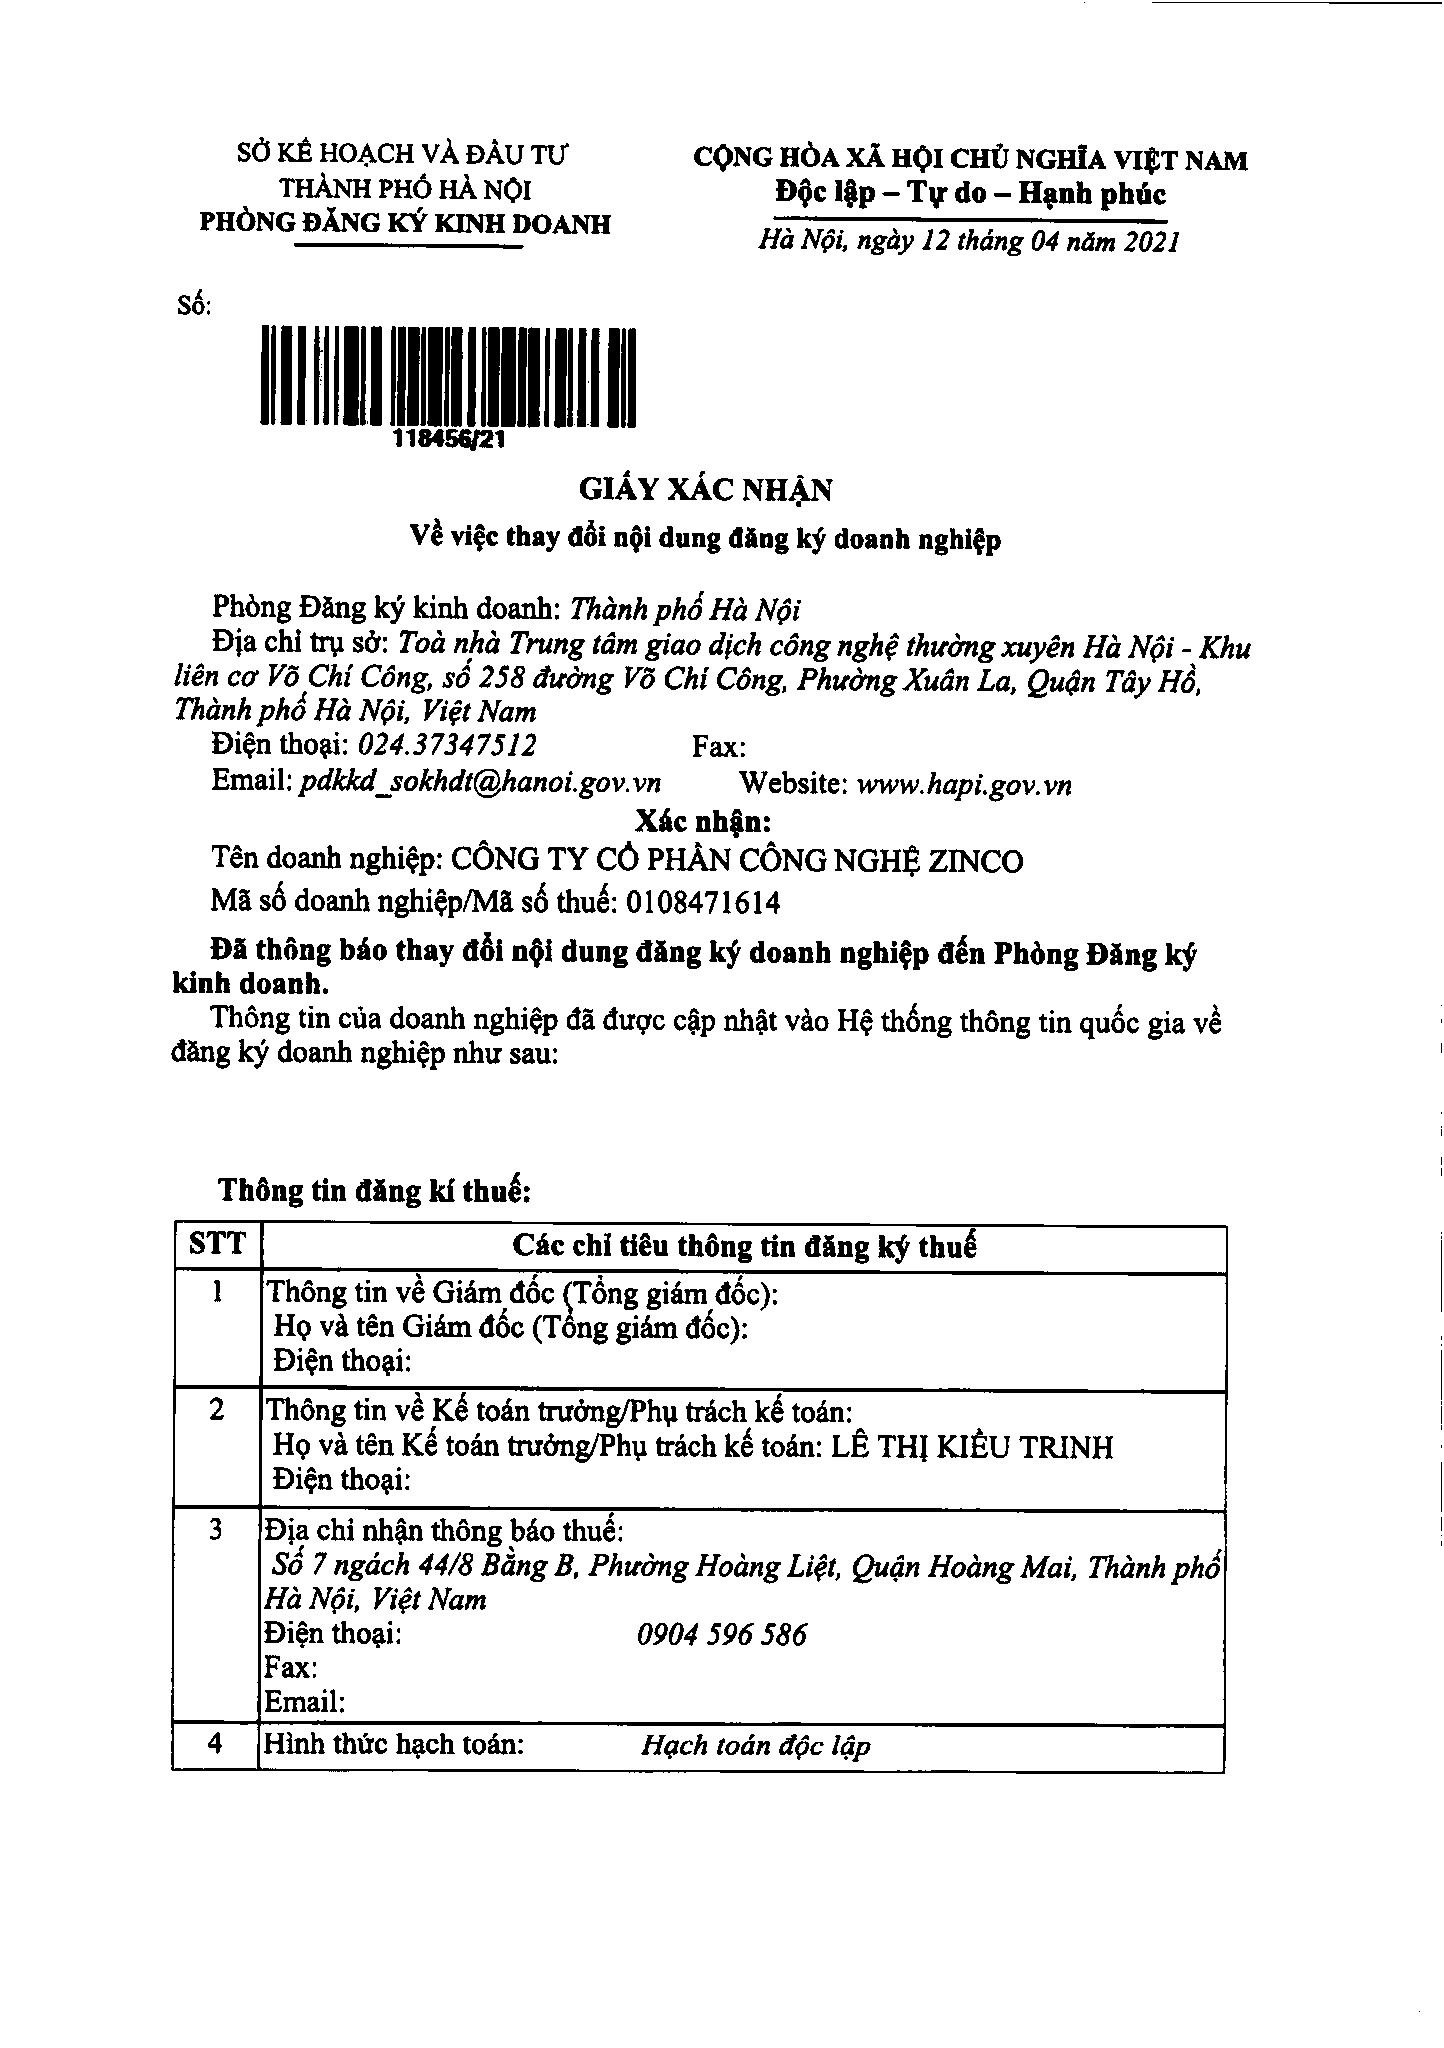 SỞ KẾ HOẠCH VÀ ĐẦU TƯ
THÀNH PHỐ HÀ NỘI
PHÒNG ĐĂNG KÝ KINH DOANH
CỘNG HÒA XÃ HỘI CHỦ NGHĨA VIỆT NAM
Độc lập – Tự do – Hạnh phúc
Hà Nội, ngày 12 tháng 04 năm 2021
Số:
118456/21
GIẤY XÁC NHẬN
Về việc thay đổi nội dung đăng ký doanh nghiệp
Phòng Đăng ký kinh doanh: Thành phố Hà Nội
Địa chỉ trụ sở: Toà nhà Trung tâm giao dịch công nghệ thường xuyên Hà Nội - Khu
liên cơ Võ Chí Công, số 258 đường Võ Chí Công, Phường Xuân La, Quận Tây Hồ,
Thành phố Hà Nội, Việt Nam
Điện thoại: 024.37347512 Fax:
Email: pdkkd_sokhdt@hanoi.gov.vn Website: www.hapi.gov.vn
Xác nhận:
Tên doanh nghiệp: CÔNG TY CỔ PHẦN CÔNG NGHỆ ZINCO
Mã số doanh nghiệp/Mã số thuế: 0108471614
Đã thông báo thay đổi nội dung đăng ký doanh nghiệp đến Phòng Đăng ký
kinh doanh.
Thông tin của doanh nghiệp đã được cập nhật vào Hệ thống thông tin quốc gia về
đăng ký doanh nghiệp như sau:
Thông tin đăng kí thuế:
STT Các chỉ tiêu thông tin đăng ký thuế
1 Thông tin về Giám đốc (Tổng giám đốc):
Họ và tên Giám đốc (Tổng giám đốc):
Điện thoại:
2 Thông tin về Kế toán trưởng/Phụ trách kế toán:
Họ và tên Kế toán trưởng/Phụ trách kế toán: LÊ THỊ KIỀU TRINH
Điện thoại:
3 Địa chỉ nhận thông báo thuế:
Số 7 ngách 44/8 Bằng B, Phường Hoàng Liệt, Quận Hoàng Mai, Thành phố
Hà Nội, Việt Nam
Điện thoại: 0904 596 586
Fax:
Email:
4 Hình thức hạch toán: Hạch toán độc lập